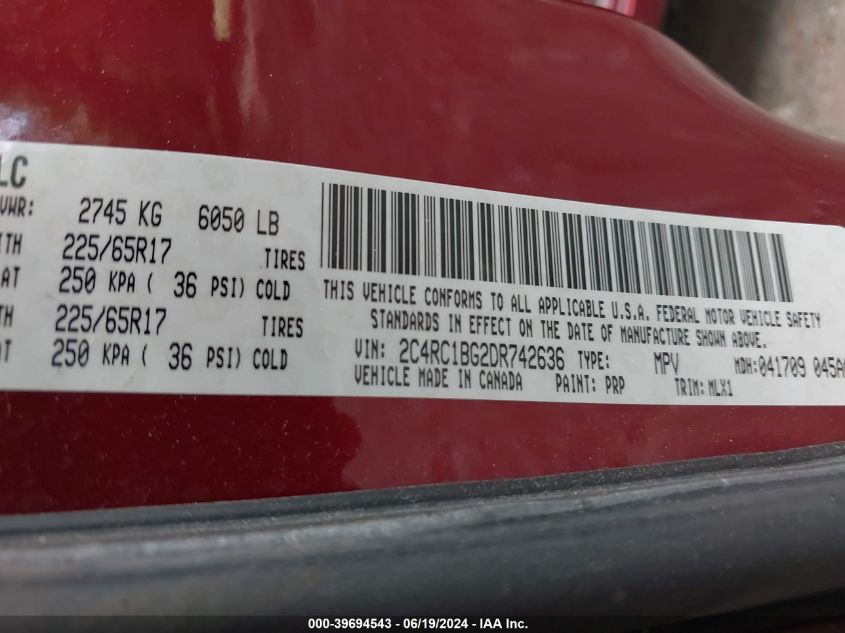 LC
VWR: 2745 KG 6050 LB
TH 225/65R17 TIRES
AT 250 KPA ( 36 PSI) COLD
TH 225/65R17 TIRES
AT 250 KPA ( 36 PSI) COLD
THIS VEHICLE CONFORMS TO ALL APPLICABLE U.S.A. FEDERAL MOTOR VEHICLE SAFETY
STANDARDS IN EFFECT ON THE DATE OF MANUFACTURE SHOWN ABOVE.
VIN: 2C4RC1BG2DR742636 TYPE: MPV MDH:041709 045A
VEHICLE MADE IN CANADA PAINT: PRP TRIM:MLX1
000-39694543 - 06/19/2024 - IAA Inc.